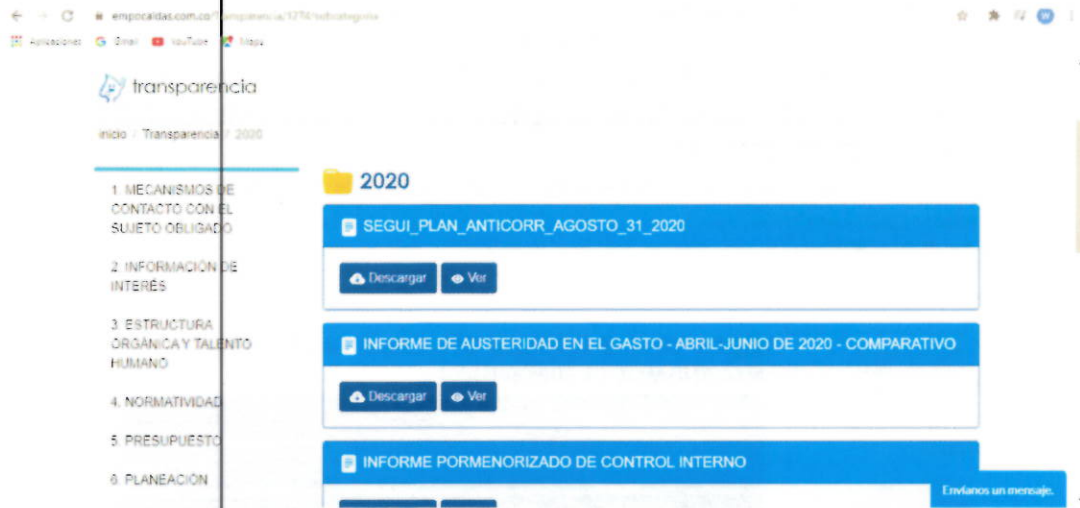 empocaldas.com.co/transparencia/1274/subcategoria
Aplicaciones Gmail YouTube Maps
transparencia
Inicio / Transparencia / 2020
1. MECANISMOS DE
CONTACTO CON EL
SUJETO OBLIGADO
2. INFORMACIÓN DE
INTERÉS
3. ESTRUCTURA
ORGÁNICA Y TALENTO
HUMANO
4. NORMATIVIDAD
5. PRESUPUESTO
6. PLANEACIÓN
2020
SEGUI_PLAN_ANTICORR_AGOSTO_31_2020
Descargar Ver
INFORME DE AUSTERIDAD EN EL GASTO - ABRIL-JUNIO DE 2020 - COMPARATIVO
Descargar Ver
INFORME PORMENORIZADO DE CONTROL INTERNO
Envíanos un mensaje.